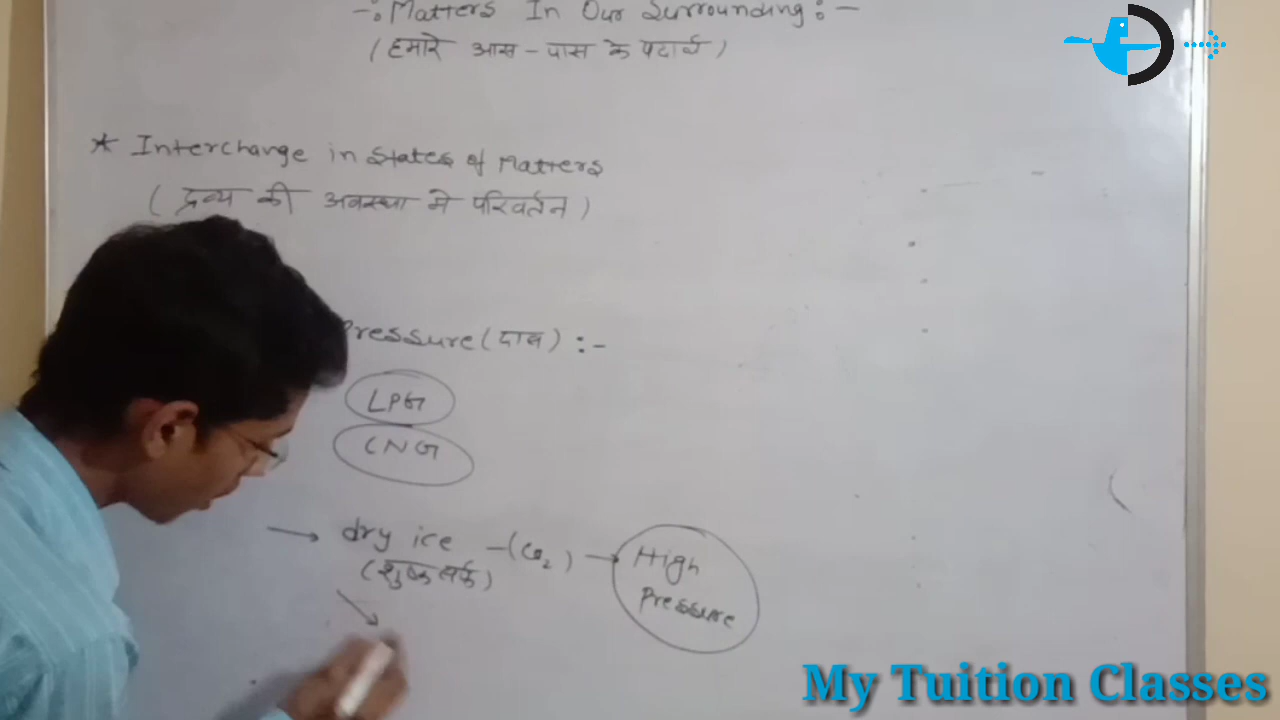 -: Matters In Our Surrounding :-
(हमारे आस-पास के पदार्थ)
* Interchange in States of Matters
(द्रव्य की अवस्था मे परिवर्तन)
Pressure (दाब) :-
LPG
CNG
→ dry ice -(CO₂) → High Pressure
(शुष्क बर्फ)
My Tuition Classes